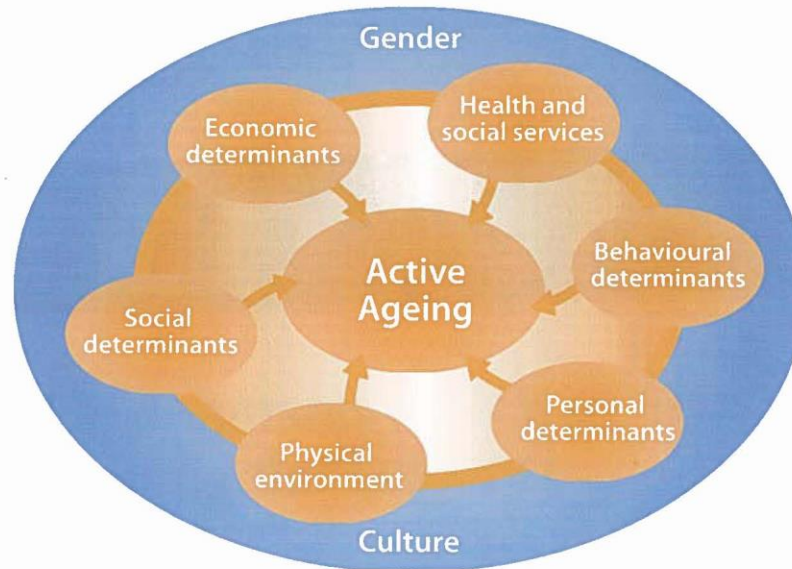 Gender
Economic
determinants
Health and
social services
Active
Ageing
Behavioural
determinants
Social
determinants
Personal
determinants
Physical
environment
Culture